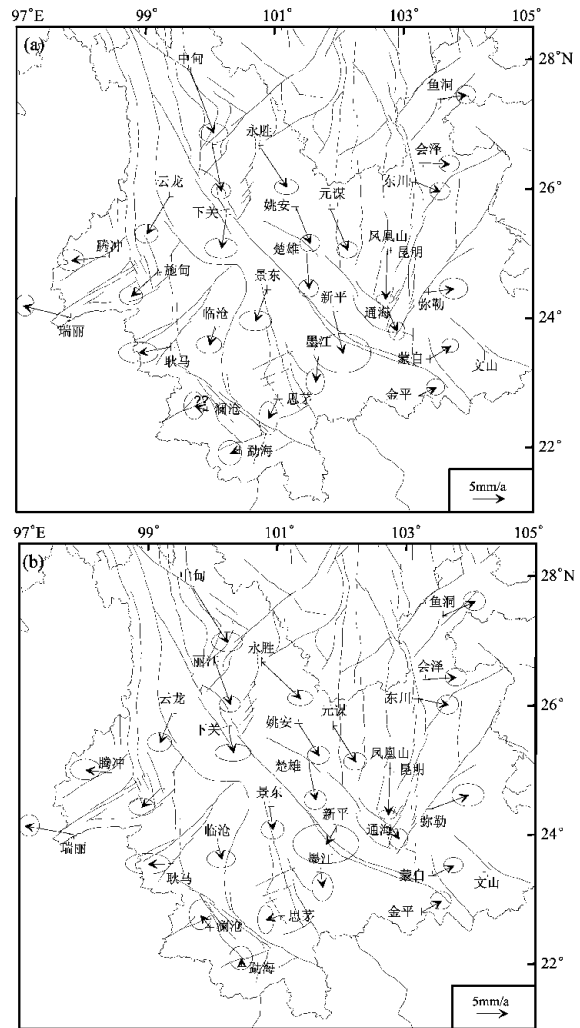 97°E 99° 101° 103° 105°
(a)
28°N
中甸
鱼洞
永胜
会泽
东川
26°
云龙
元谋
姚安
下关
凤凰山
楚雄
昆明
腾冲
施甸
景东
新平
弥勒
临沧
通海
24°
瑞丽
墨江
耿马
蒙自
文山
??
思茅
金平
澜沧
勐海
22°
5mm/a
97°E 99° 101° 103° 105°
(b)
28°N
中甸
鱼洞
丽江
永胜
会泽
东川
26°
云龙
元谋
下关
姚安
凤凰山
昆明
腾冲
楚雄
景东
新平
瑞丽
临沧
通海
弥勒
24°
墨江
耿马
蒙自
文山
思茅
金平
澜沧
勐海
22°
5mm/a